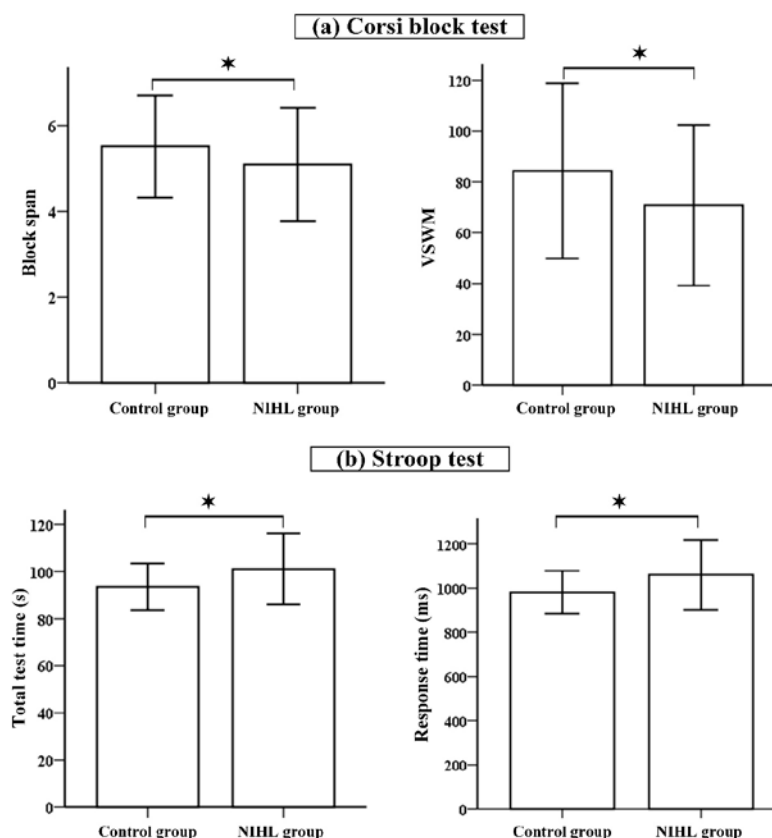 (a) Corsi block test
Block span
6
4
2
0
Control group
NIHL group
✶
VSWM
120
100
80
60
40
20
0
Control group
NIHL group
✶
(b) Stroop test
Total test time (s)
120
100
80
60
40
20
0
Control group
NIHL group
✶
Response time (ms)
1200
1000
800
600
400
200
0
Control group
NIHL group
✶